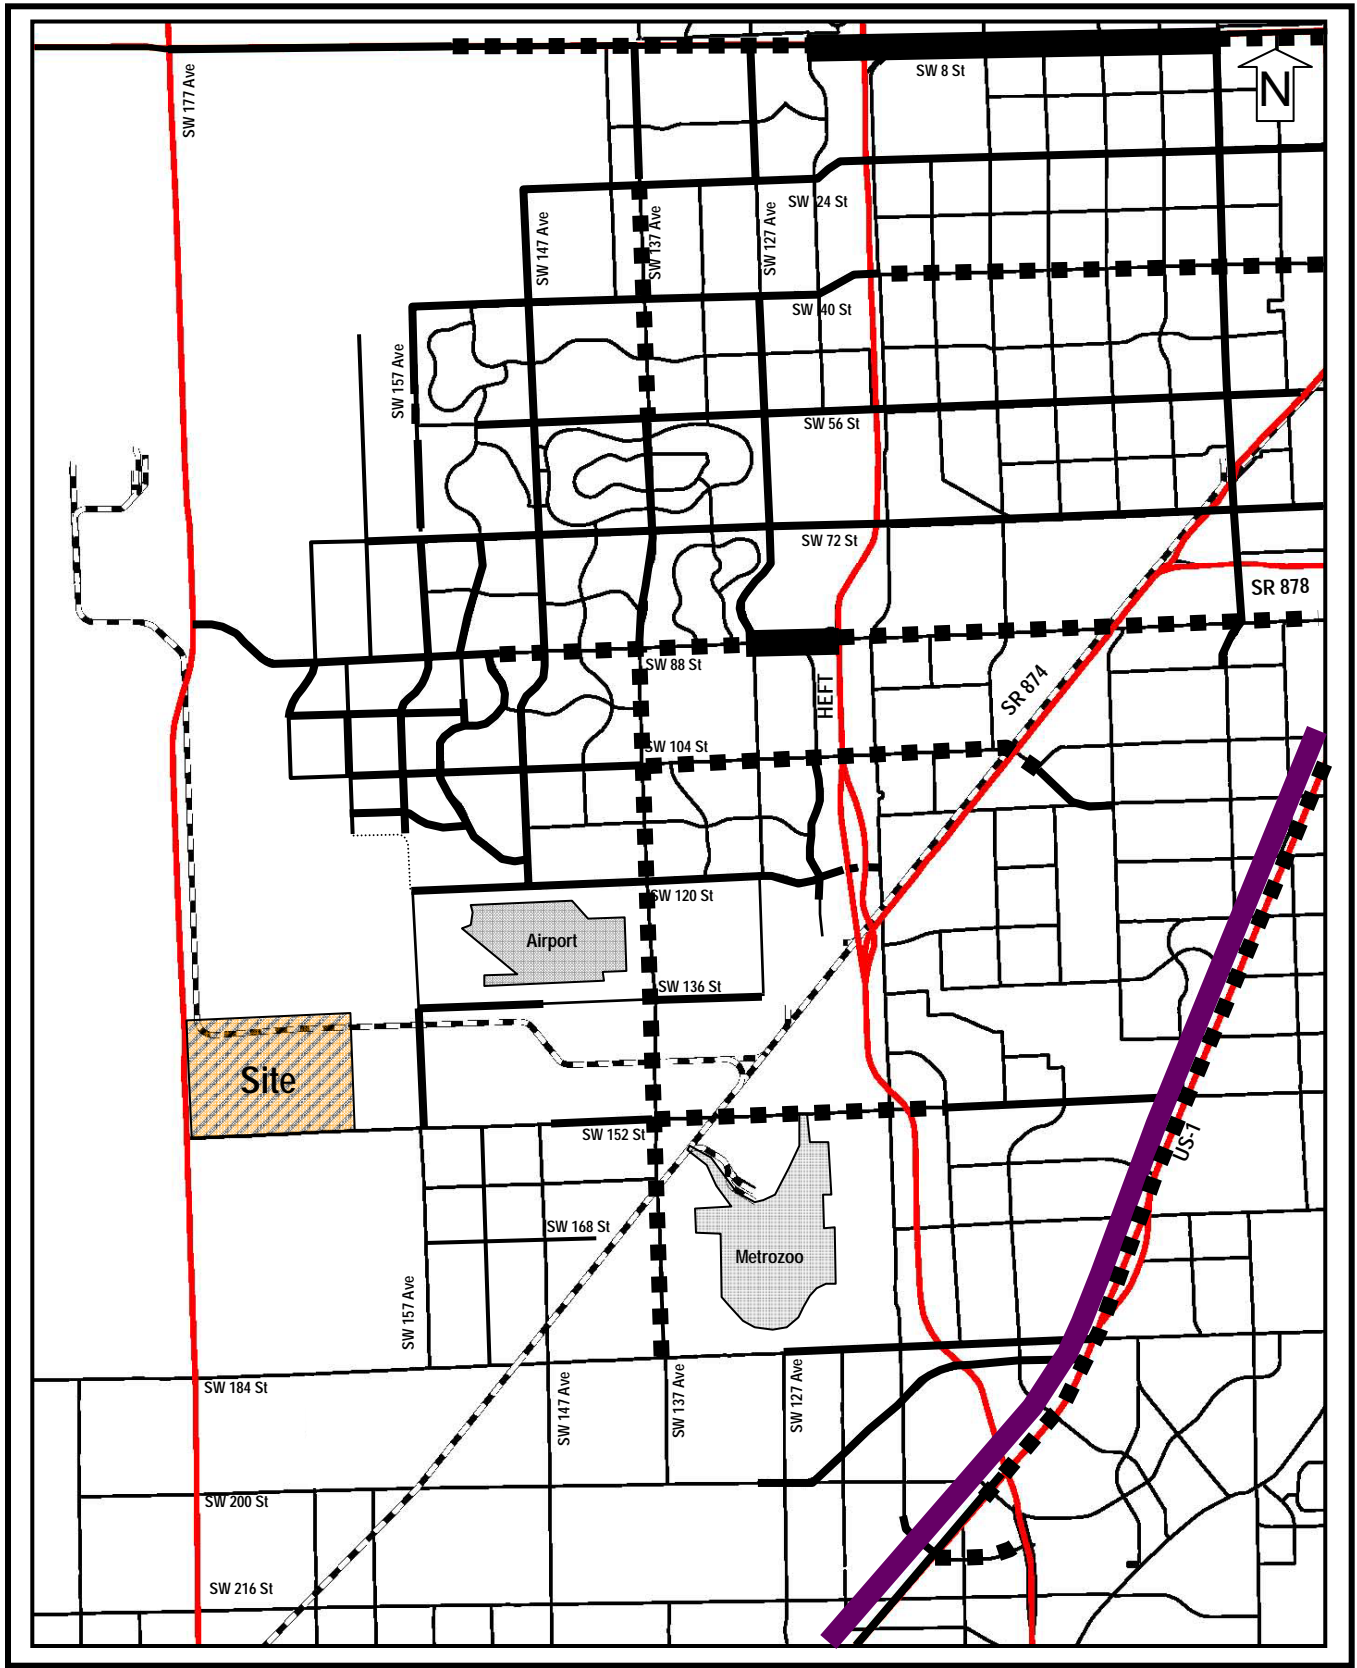 SW 8 St
N
SW 177 Ave
SW 24 St
SW 147 Ave
SW 137 Ave
SW 127 Ave
SW 40 St
SW 157 Ave
SW 56 St
SW 72 St
SR 878
SW 88 St
HEFT
SR 874
SW 104 St
SW 120 St
Airport
SW 136 St
Site
SW 152 St
US-1
SW 168 St
Metrozoo
SW 157 Ave
SW 184 St
SW 147 Ave
SW 137 Ave
SW 127 Ave
SW 200 St
SW 216 St